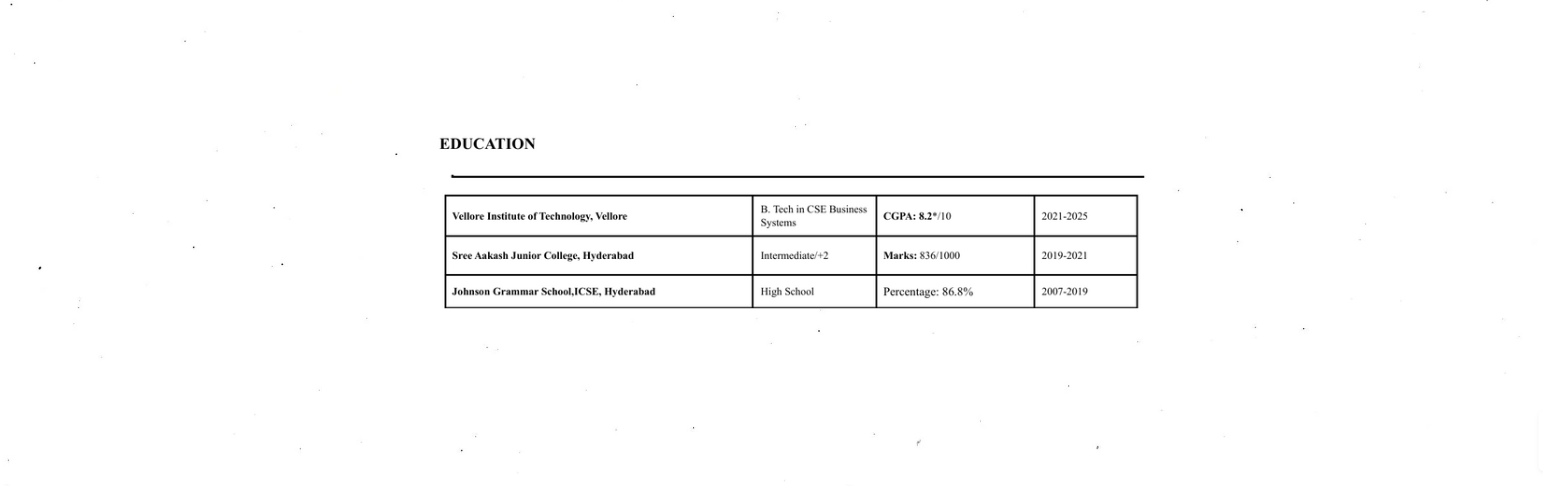 EDUCATION
Vellore Institute of Technology, Vellore B. Tech in CSE Business Systems CGPA: 8.2*/10 2021-2025
Sree Aakash Junior College, Hyderabad Intermediate/+2 Marks: 836/1000 2019-2021
Johnson Grammar School,ICSE, Hyderabad High School Percentage: 86.8% 2007-2019